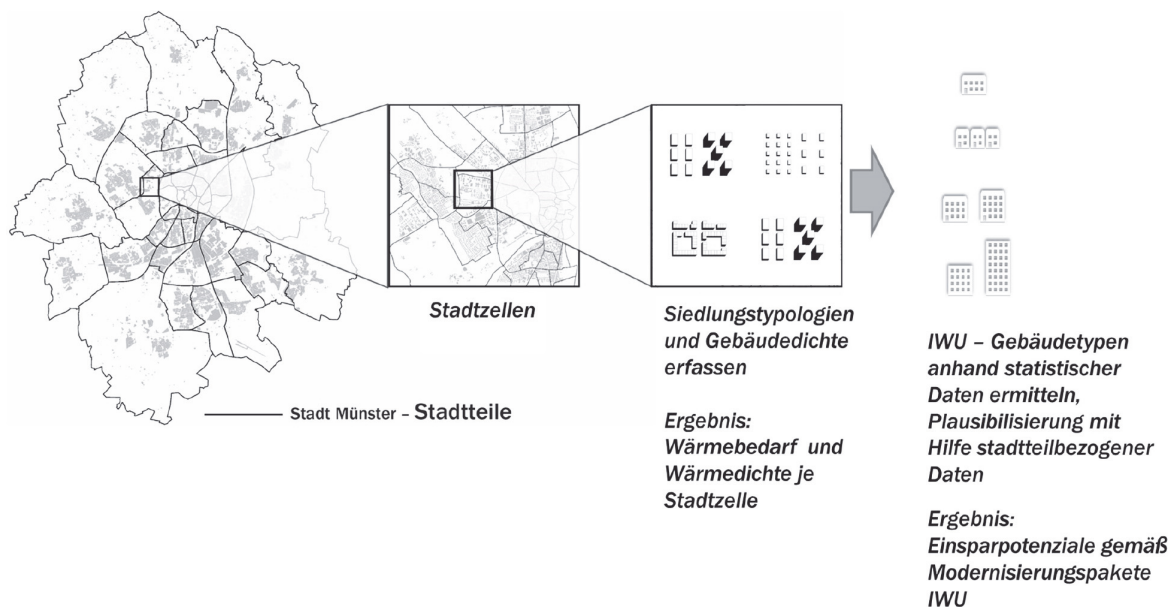 Stadtzellen
Stadt Münster – Stadtteile
Siedlungstypologien
und Gebäudedichte
erfassen
Ergebnis:
Wärmebedarf und
Wärmedichte je
Stadtzelle
IWU – Gebäudetypen
anhand statistischer
Daten ermitteln,
Plausibilisierung mit
Hilfe stadtteilbezogener
Daten
Ergebnis:
Einsparpotenziale gemäß
Modernisierungspakete
IWU